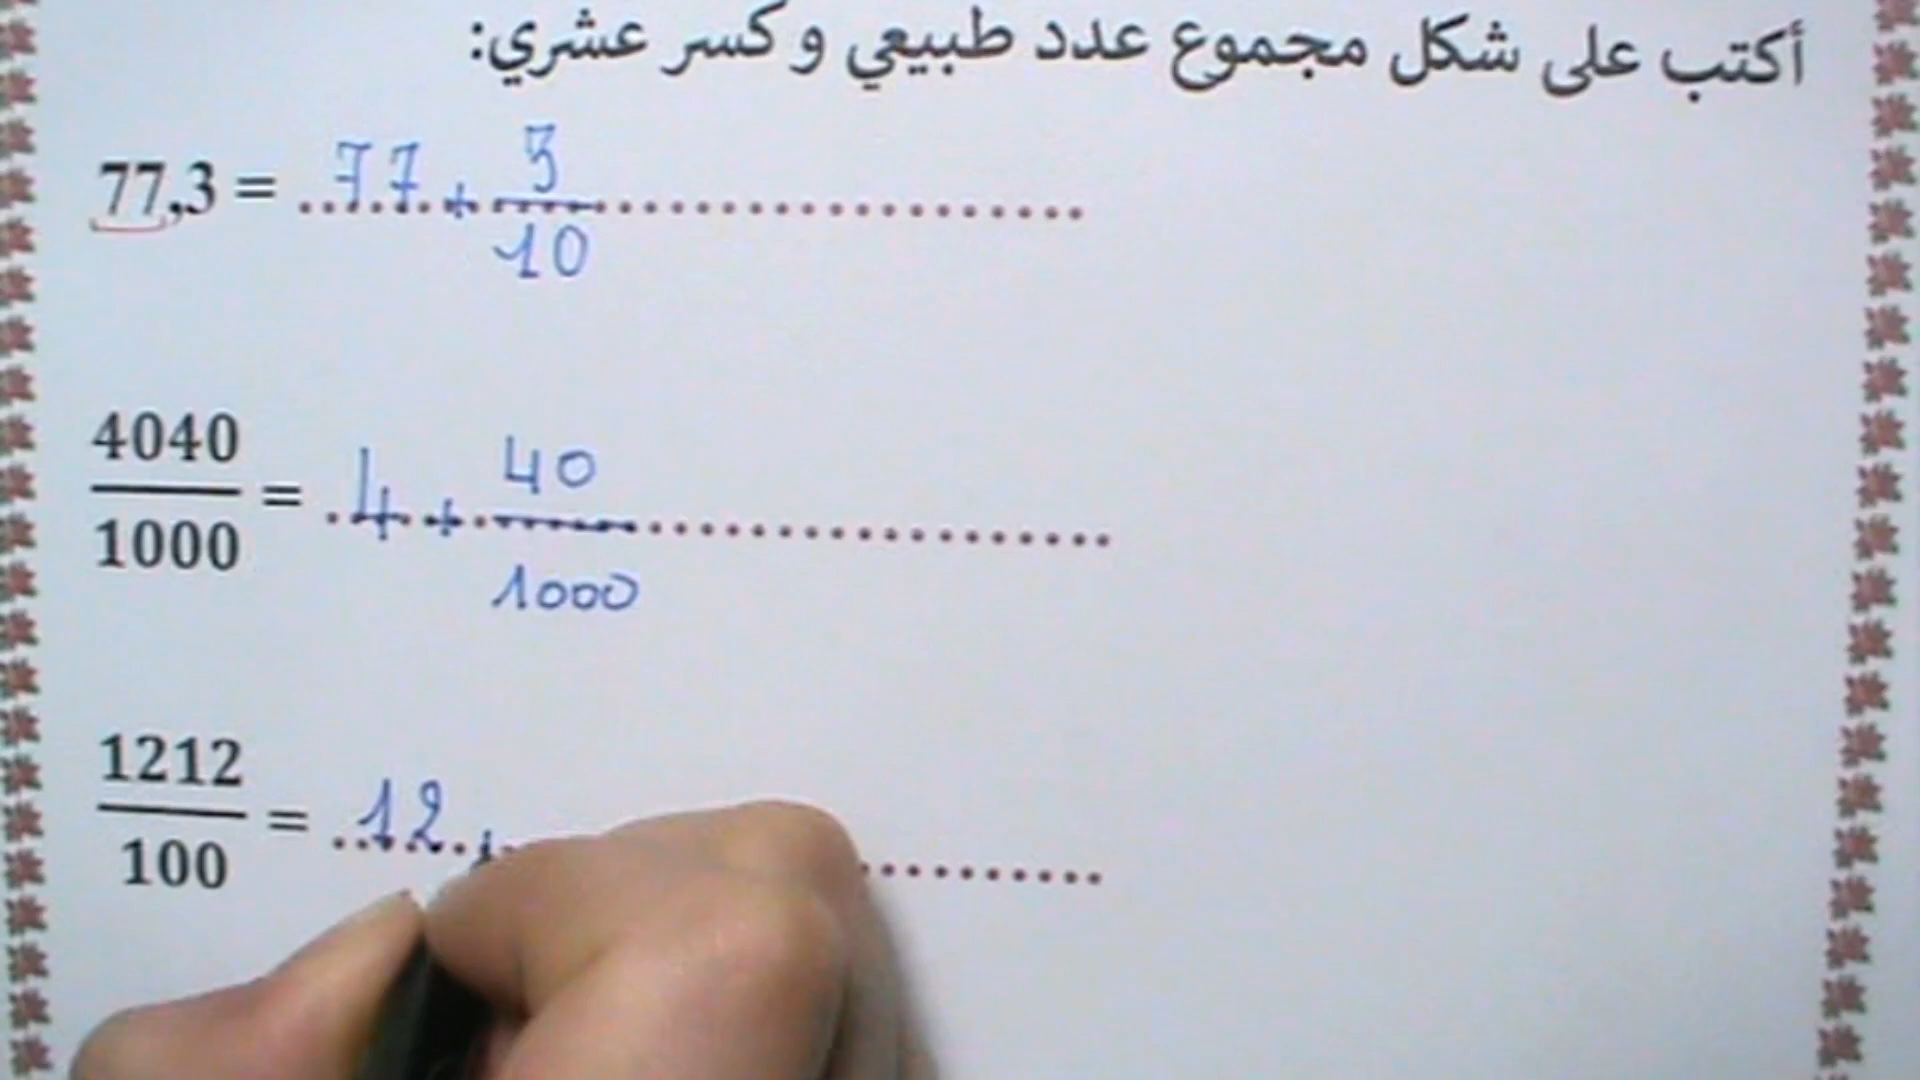 أكتب على شكل مجموع عدد طبيعي و كسر عشري:
77,3 = 77 + 3/10
4040/1000 = 4 + 40/1000
1212/100 = 12 +